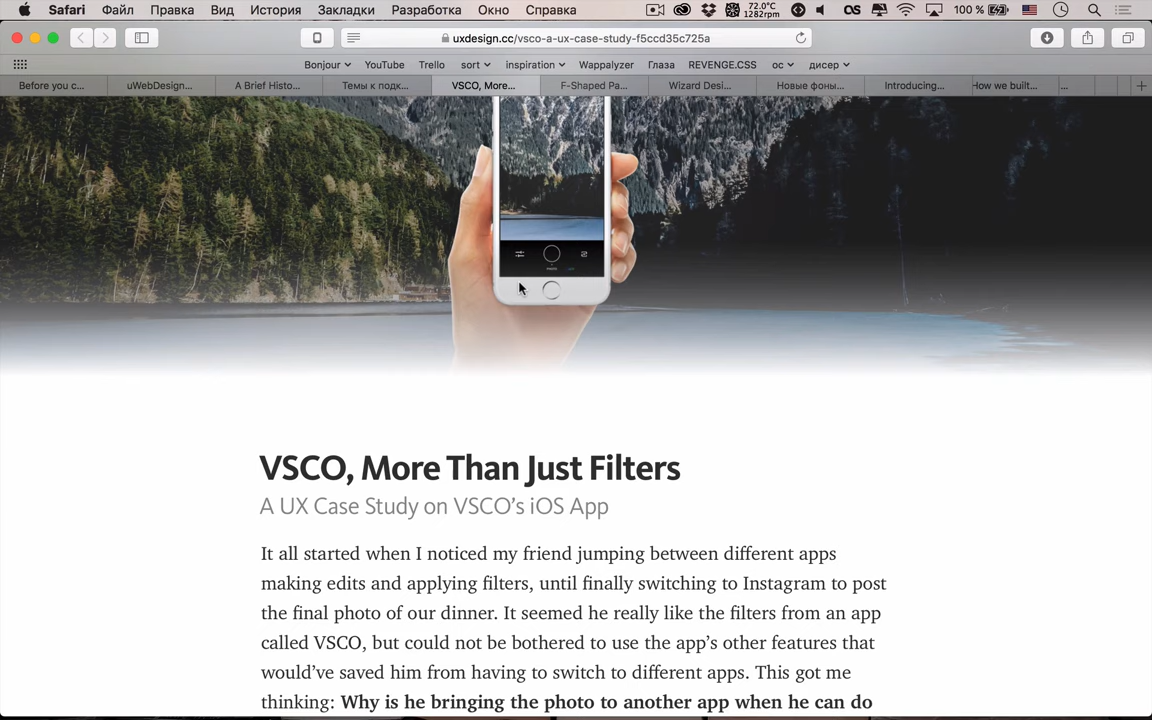 Safari Файл Правка Вид История Закладки Разработка Окно Справка 72.0°C 1282rpm 100 %
uxdesign.cc/vsco-a-ux-case-study-f5ccd35c725a
Bonjour YouTube Trello sort inspiration Wappalyzer Глаза REVENGE.CSS ос дисер
Before you c... uWebDesign... A Brief Histo... Темы к подк... VSCO, More... F-Shaped Pa... Wizard Desi... Новые фоны... Introducing... How we built... ...
VSCO, More Than Just Filters
A UX Case Study on VSCO’s iOS App
It all started when I noticed my friend jumping between different apps
making edits and applying filters, until finally switching to Instagram to post
the final photo of our dinner. It seemed he really like the filters from an app
called VSCO, but could not be bothered to use the app’s other features that
would’ve saved him from having to switch to different apps. This got me
thinking: Why is he bringing the photo to another app when he can do